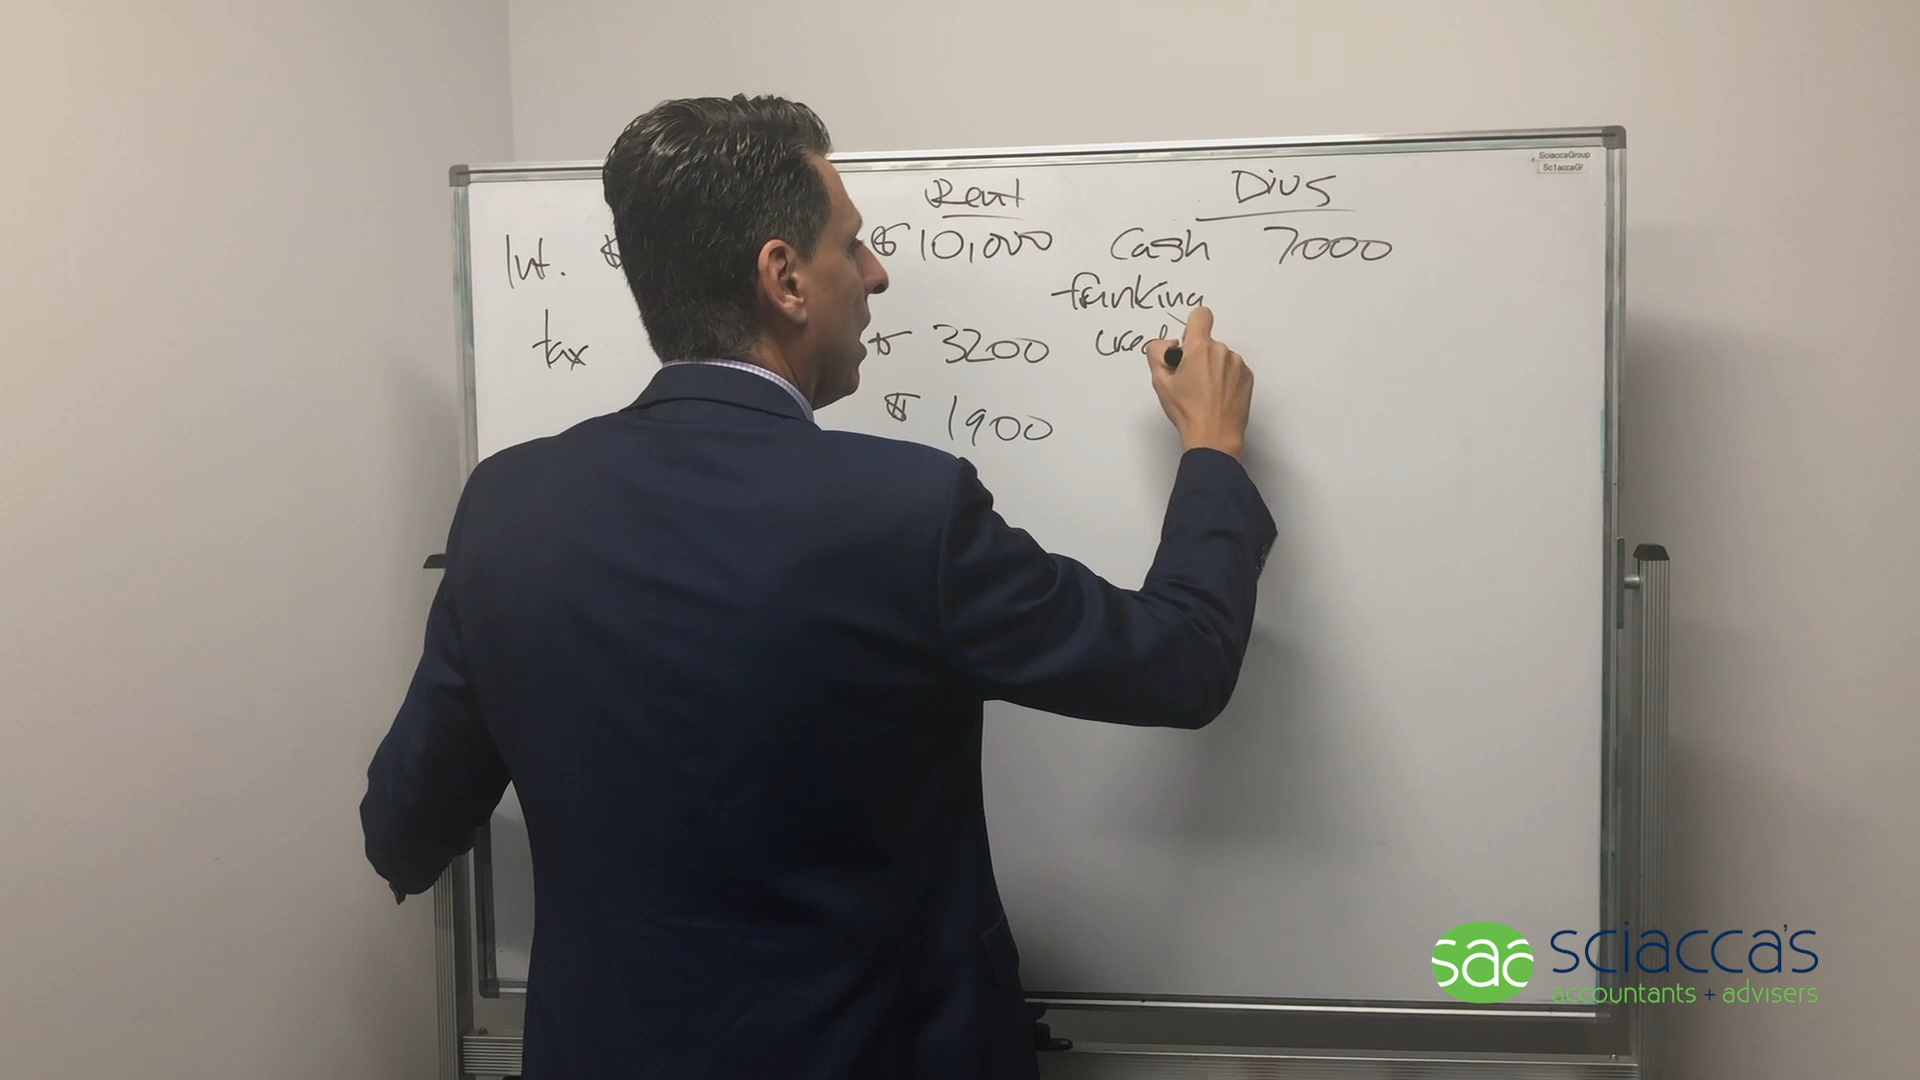 Rent Divs
Int. $ $ 10,000 Cash 7000
franking
tax $ 3200 cred
$ 1900
SciaccaGroup
Sc1accaG!
sac sciacca's
accountants + advisers